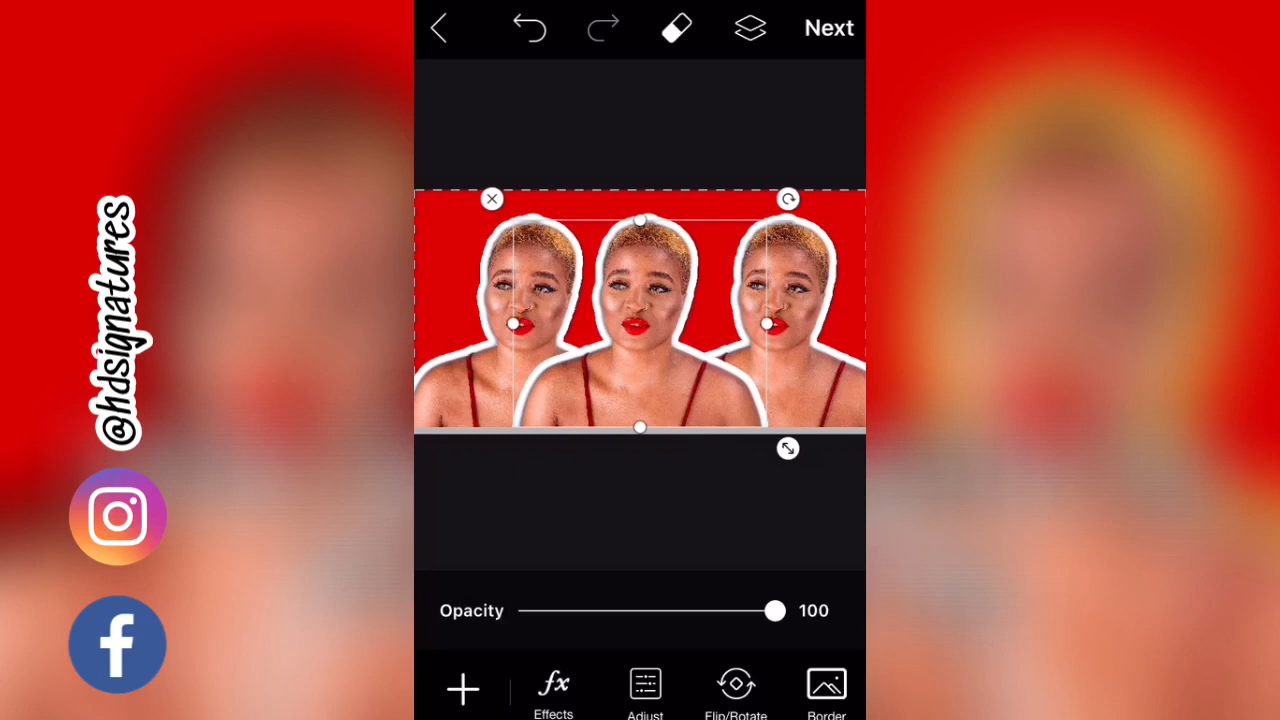 Next
@hdsignatures
Opacity 100
Effects
Adjust
Flip/Rotate
Border